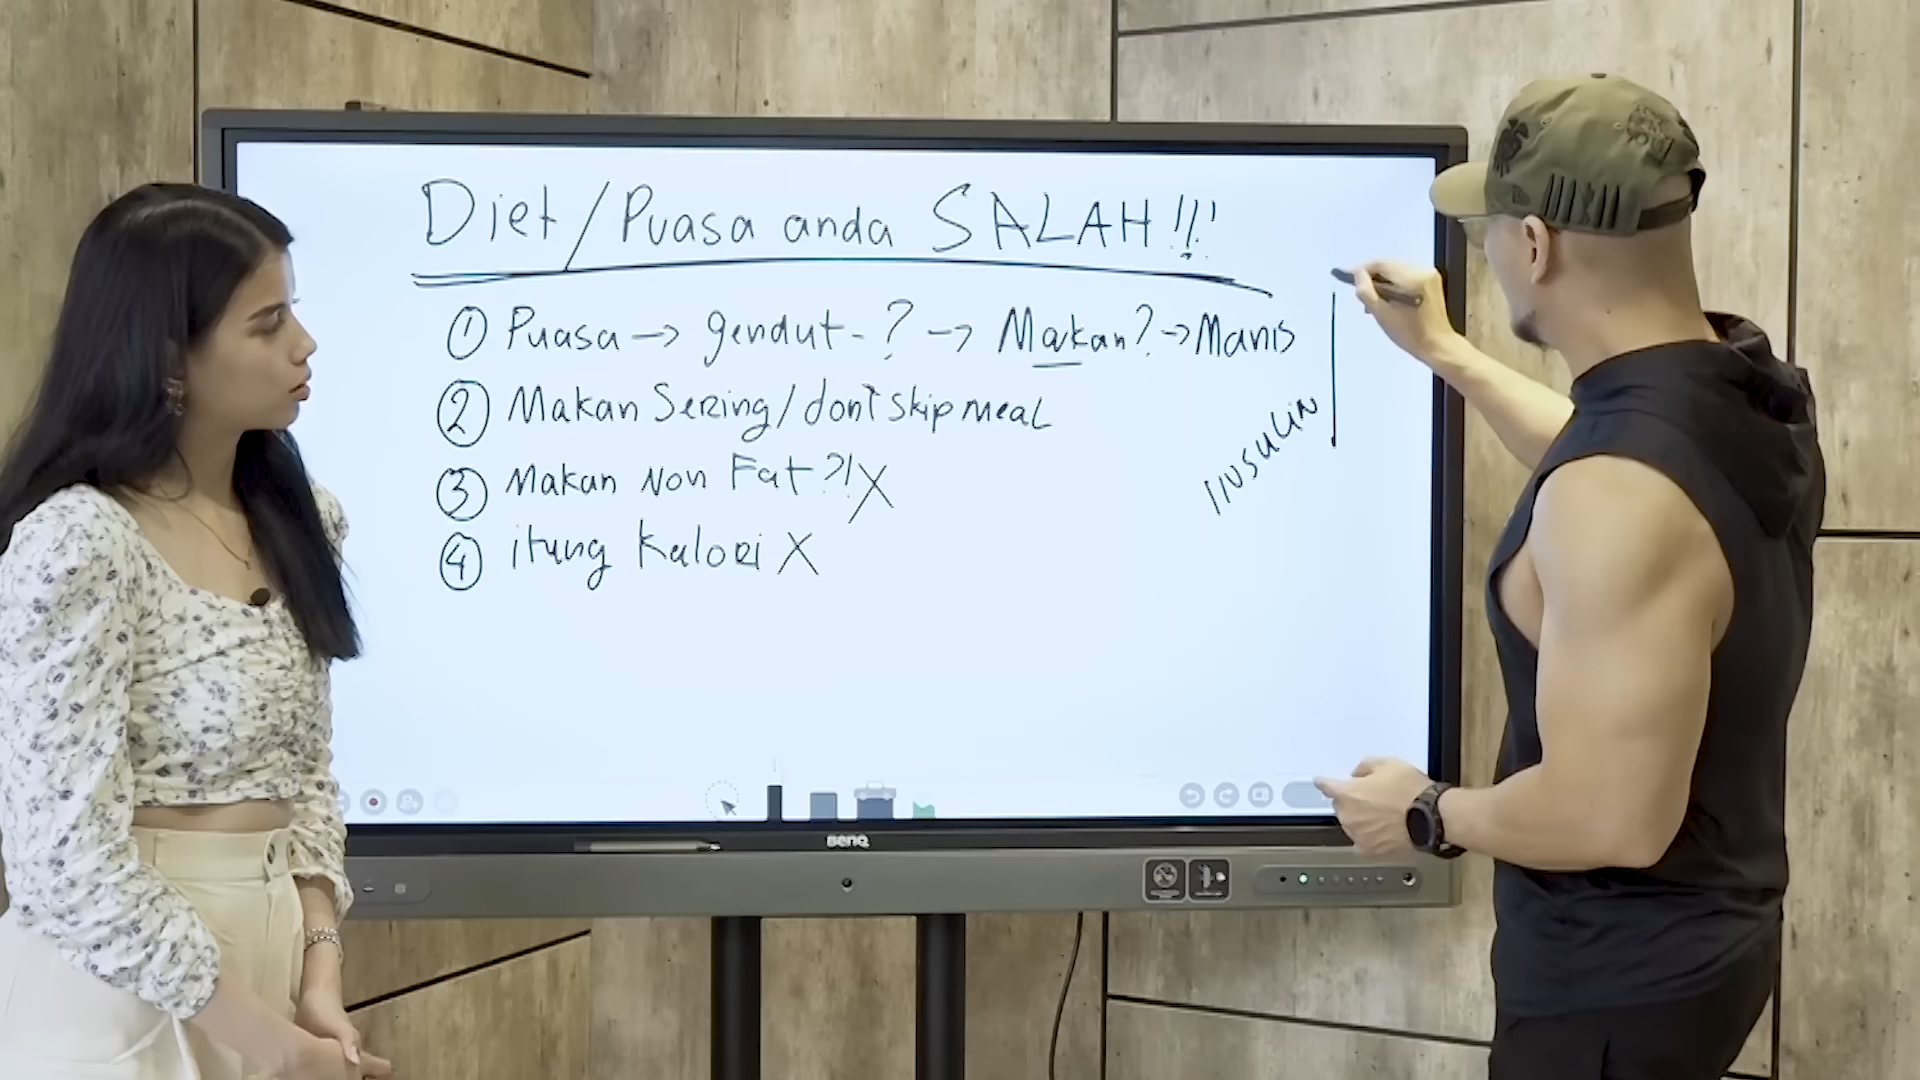 Diet/Puasa anda SALAH!!!
① Puasa → gendut-? → Makan? → Manis
② Makan Sering/dont skip meal
③ Makan Non Fat?! X
④ itung kalori X
Insulin
BenQ